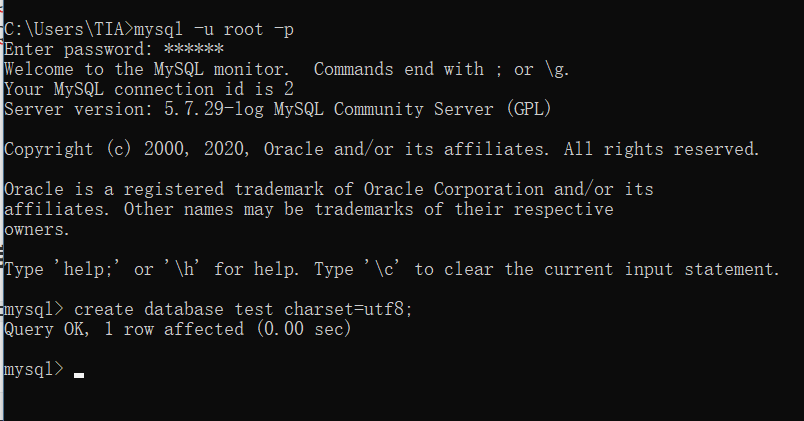 C:\Users\TIA>mysql -u root -p
Enter password: ******
Welcome to the MySQL monitor.  Commands end with ; or \g.
Your MySQL connection id is 2
Server version: 5.7.29-log MySQL Community Server (GPL)
Copyright (c) 2000, 2020, Oracle and/or its affiliates. All rights reserved.
Oracle is a registered trademark of Oracle Corporation and/or its
affiliates. Other names may be trademarks of their respective
owners.
Type 'help;' or '\h' for help. Type '\c' to clear the current input statement.
mysql> create database test charset=utf8;
Query OK, 1 row affected (0.00 sec)
mysql>